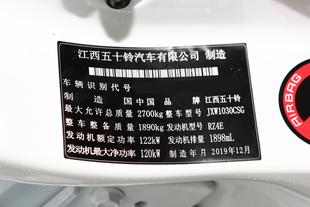 江西五十铃汽车有限公司 制造
车辆识别代号
制造国 中国 品牌 江西五十铃
最大允许总质量 2700kg 整车型号 JXW1030CSG
整车整备质量 1890kg 发动机型号 RZ4E
发动机额定功率 122kW 发动机排量 1898mL
发动机最大净功率 120kW 制造年月 2019年12月
AIRBAG